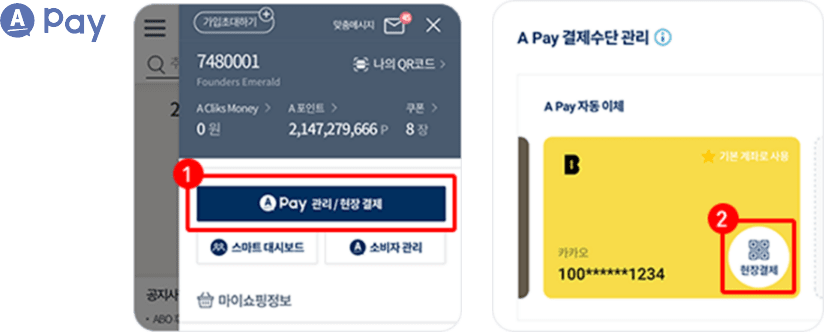 A Pay
가입초대하기
맞춤메시지
45
7480001
나의 QR코드
Founders Emerald
A Cliks Money
A 포인트
쿠폰
0 원
2,147,279,666 P
8 장
1
A Pay 관리/현장 결제
스마트 대시보드
A 소비자 관리
공지사
마이쇼핑정보
• ABO
A Pay 결제수단 관리
A Pay 자동 이체
B
기본 계좌로 사용
2
카카오
100******1234
현장결제